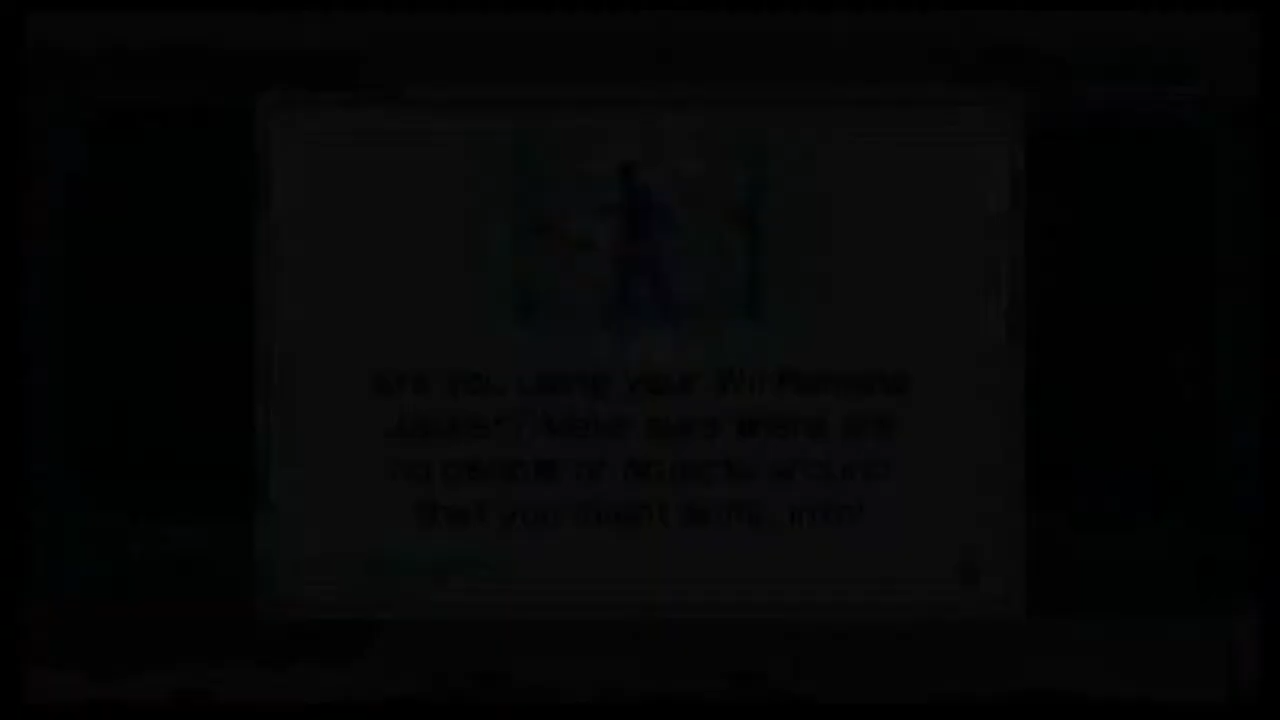 Are you using your Wii Remote
Jacket? Make sure there are
no people or objects around
that you might bump into!